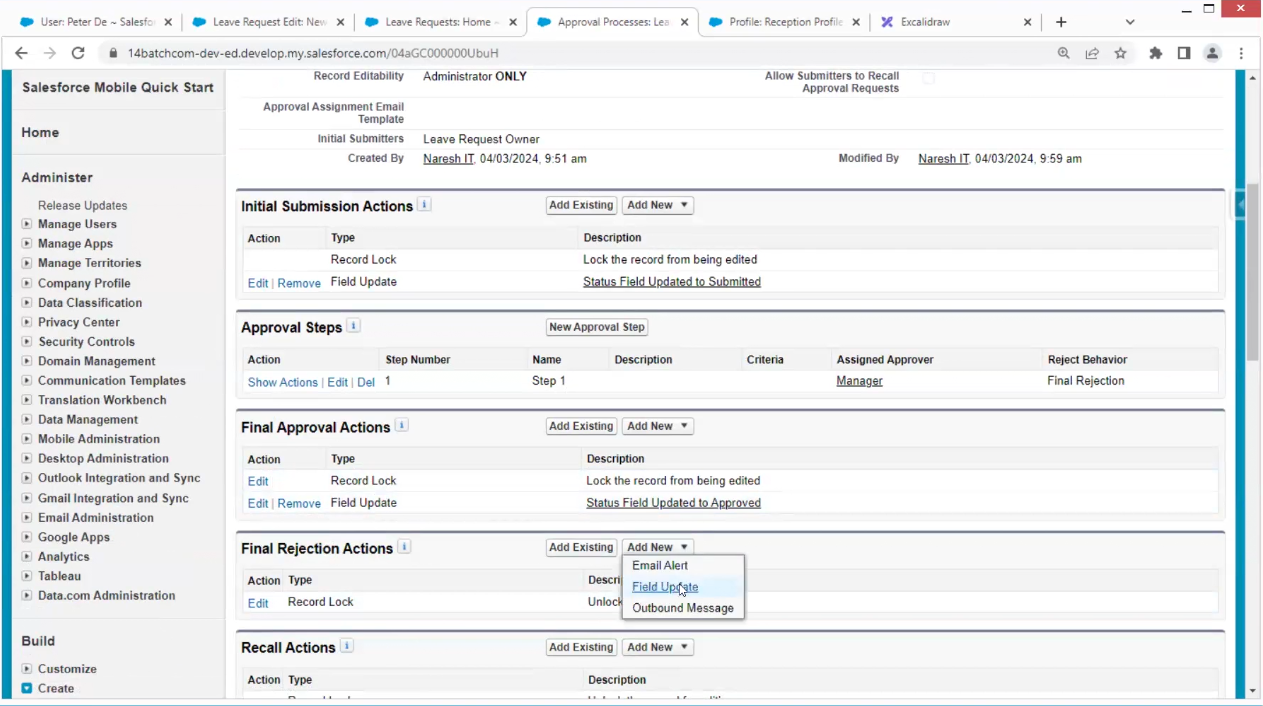 User: Peter De ~ Salesfo
Leave Request Edit: New
Leave Requests: Home ~
Approval Processes: Lea
Profile: Reception Profile
Excalidraw
14batchcom-dev-ed.develop.my.salesforce.com/04aGC000000UbuH
Salesforce Mobile Quick Start
Home
Administer
Release Updates
Manage Users
Manage Apps
Manage Territories
Company Profile
Data Classification
Privacy Center
Security Controls
Domain Management
Communication Templates
Translation Workbench
Data Management
Mobile Administration
Desktop Administration
Outlook Integration and Sync
Gmail Integration and Sync
Email Administration
Google Apps
Analytics
Tableau
Data.com Administration
Build
Customize
Create
Record Editability Administrator ONLY
Allow Submitters to Recall
Approval Requests
Approval Assignment Email
Template
Initial Submitters Leave Request Owner
Created By Naresh IT, 04/03/2024, 9:51 am
Modified By Naresh IT, 04/03/2024, 9:59 am
Initial Submission Actions i Add Existing Add New
Action Type Description
Record Lock Lock the record from being edited
Edit | Remove Field Update Status Field Updated to Submitted
Approval Steps i New Approval Step
Action Step Number Name Description Criteria Assigned Approver Reject Behavior
Show Actions | Edit | Del 1 Step 1 Manager Final Rejection
Final Approval Actions i Add Existing Add New
Action Type Description
Edit Record Lock Lock the record from being edited
Edit | Remove Field Update Status Field Updated to Approved
Final Rejection Actions i Add Existing Add New
Email Alert
Field Update
Outbound Message
Action Type Descri
Edit Record Lock Unlock
Recall Actions i Add Existing Add New
Action Type Description